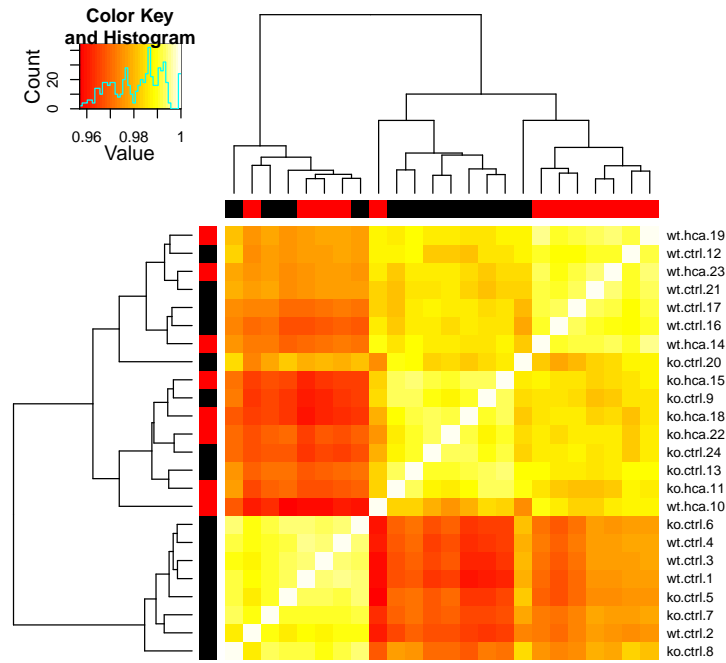 Color Key
and Histogram
Count
0
20
0.96
0.98
1
Value
wt.hca.19
wt.ctrl.12
wt.hca.23
wt.ctrl.21
wt.ctrl.17
wt.ctrl.16
wt.hca.14
ko.ctrl.20
ko.hca.15
ko.ctrl.9
ko.hca.18
ko.hca.22
ko.ctrl.24
ko.ctrl.13
ko.hca.11
wt.hca.10
ko.ctrl.6
wt.ctrl.4
wt.ctrl.3
wt.ctrl.1
ko.ctrl.5
ko.ctrl.7
wt.ctrl.2
ko.ctrl.8